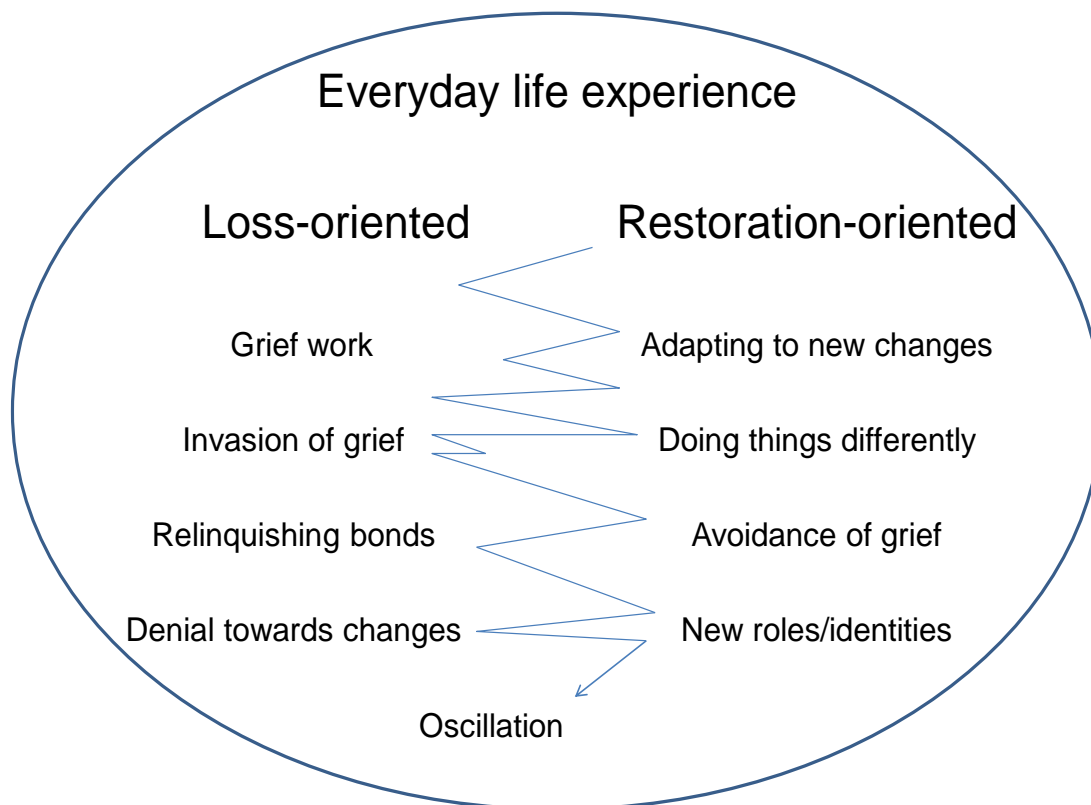 Everyday life experience
Loss-oriented
Restoration-oriented
Grief work
Adapting to new changes
Invasion of grief
Doing things differently
Relinquishing bonds
Avoidance of grief
Denial towards changes
New roles/identities
Oscillation